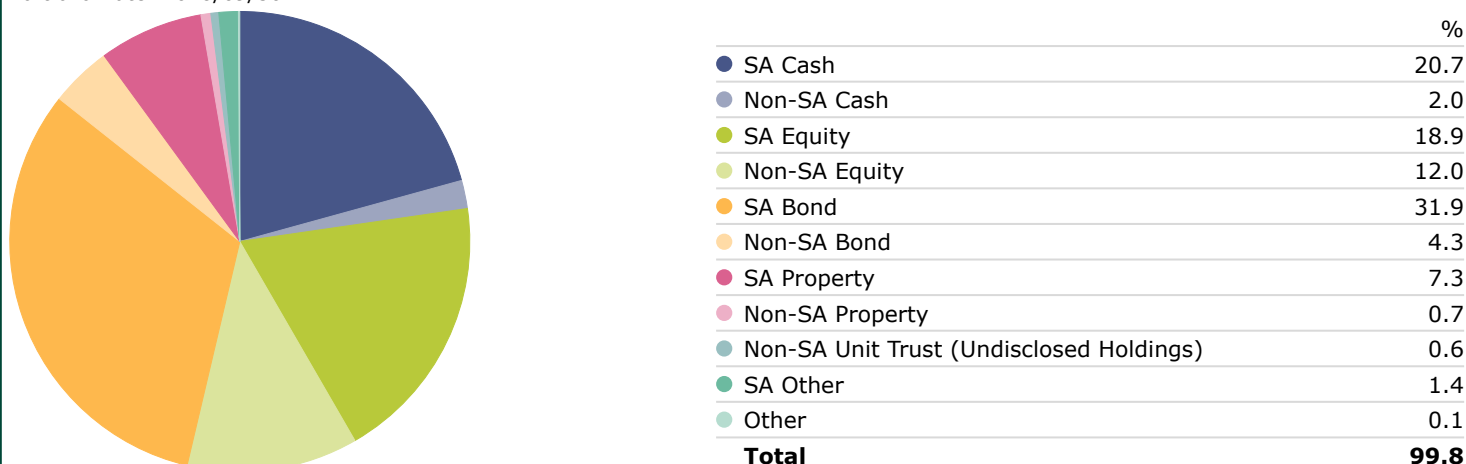 %
SA Cash 20.7
Non-SA Cash 2.0
SA Equity 18.9
Non-SA Equity 12.0
SA Bond 31.9
Non-SA Bond 4.3
SA Property 7.3
Non-SA Property 0.7
Non-SA Unit Trust (Undisclosed Holdings) 0.6
SA Other 1.4
Other 0.1
Total 99.8